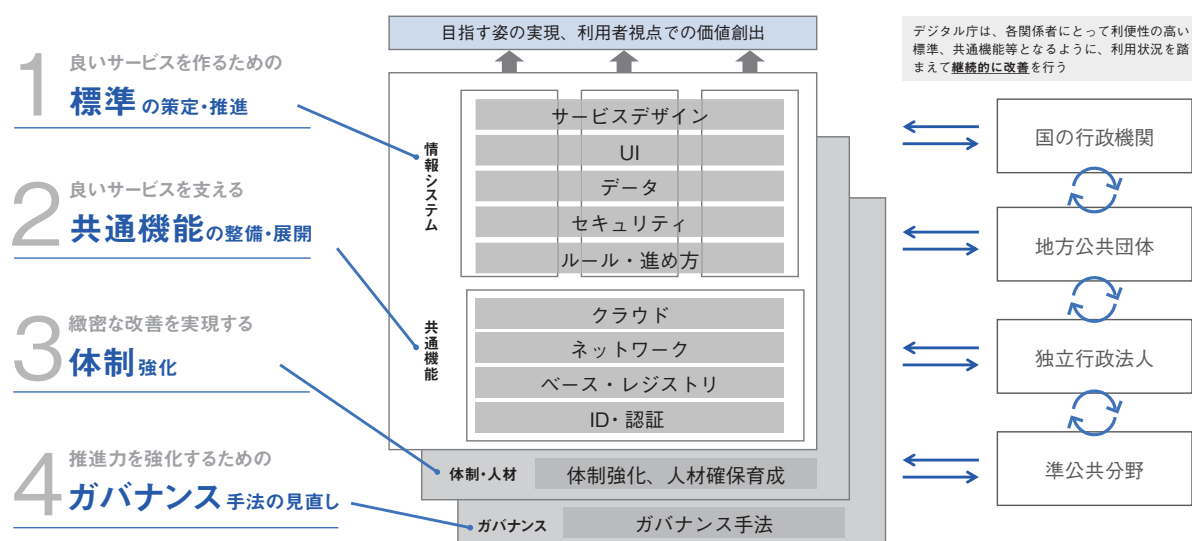 目指す姿の実現、利用者視点での価値創出
デジタル庁は、各関係者にとって利便性の高い
標準、共通機能等となるように、利用状況を踏
まえて継続的に改善を行う
1
良いサービスを作るための
標準の策定・推進
2
良いサービスを支える
共通機能の整備・展開
3
緻密な改善を実現する
体制強化
4
推進力を強化するための
ガバナンス手法の見直し
情報システム
サービスデザイン
UI
データ
セキュリティ
ルール・進め方
共通機能
クラウド
ネットワーク
ベース・レジストリ
ID・認証
体制・人材
体制強化、人材確保育成
ガバナンス
ガバナンス手法
国の行政機関
地方公共団体
独立行政法人
準公共分野